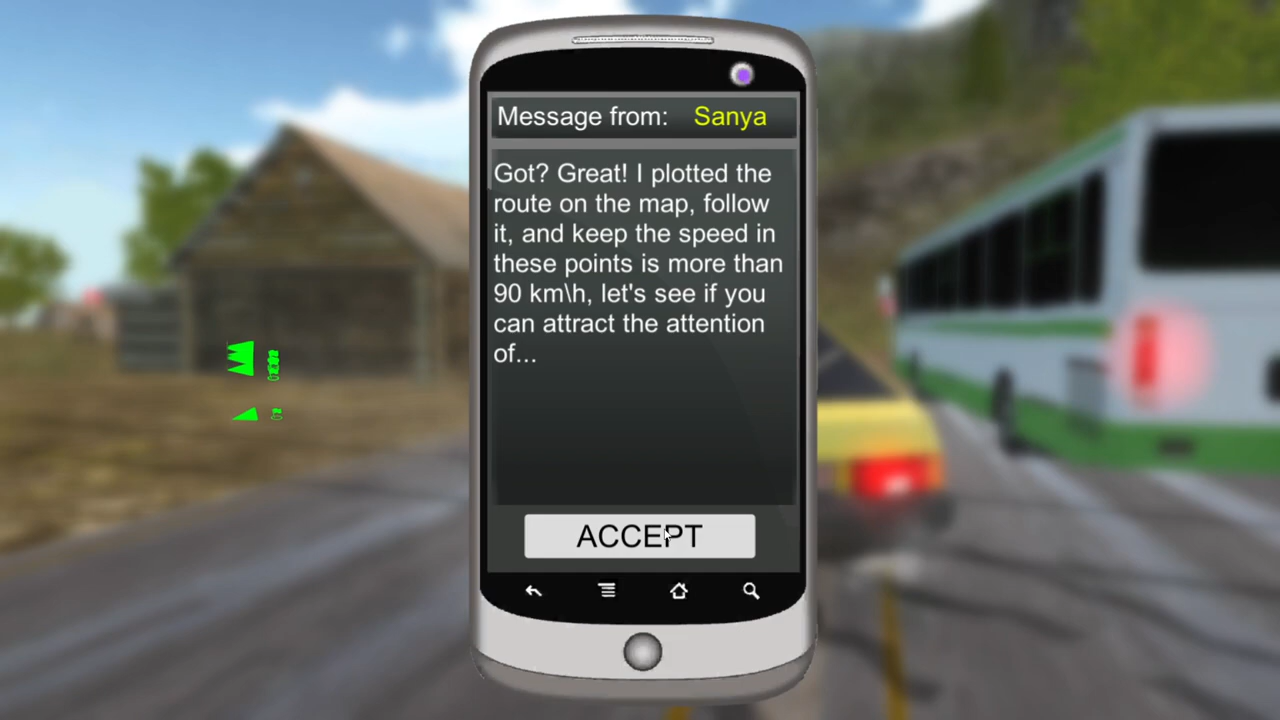 Message from: Sanya
Got? Great! I plotted the
route on the map, follow
it, and keep the speed in
these points is more than
90 km\h, let's see if you
can attract the attention
of...
ACCEPT